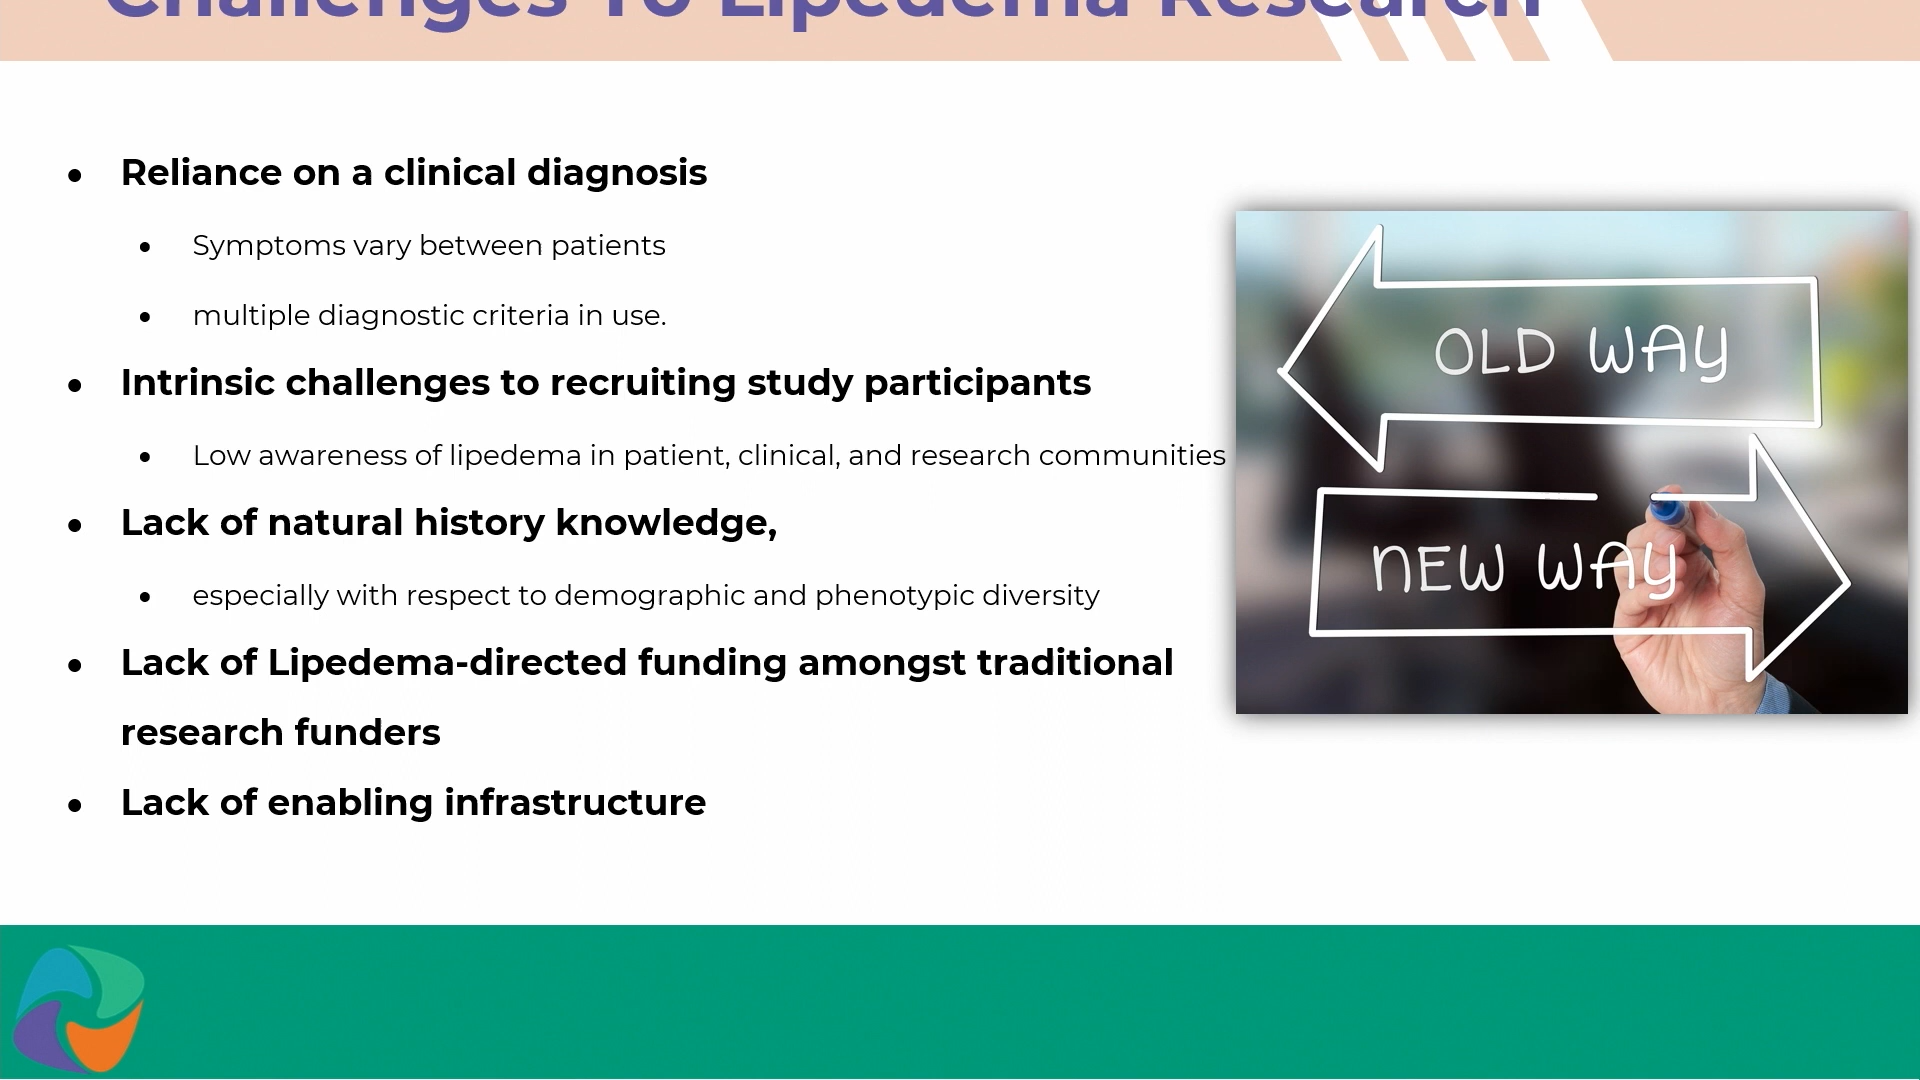 Challenges To Lipedema Research
Reliance on a clinical diagnosis
Symptoms vary between patients
multiple diagnostic criteria in use.
Intrinsic challenges to recruiting study participants
Low awareness of lipedema in patient, clinical, and research communities
Lack of natural history knowledge,
especially with respect to demographic and phenotypic diversity
Lack of Lipedema-directed funding amongst traditional
research funders
Lack of enabling infrastructure
OLD WAY
NEW WAY